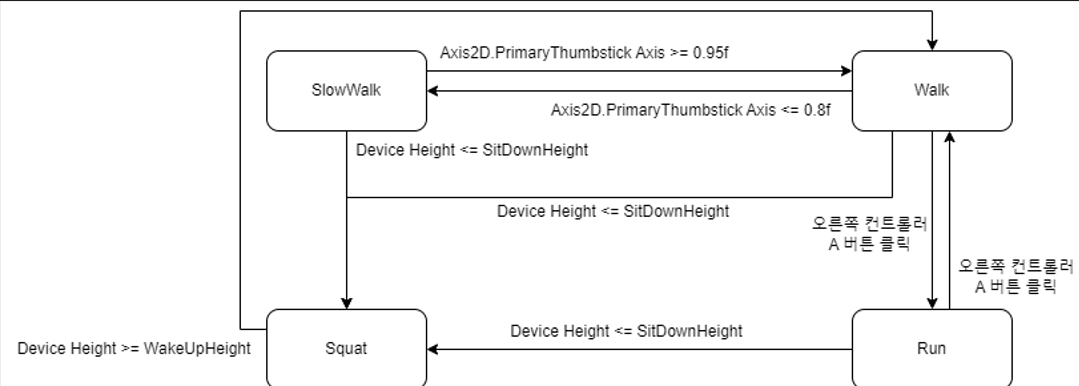 Axis2D.PrimaryThumbstick Axis >= 0.95f
SlowWalk
Walk
Axis2D.PrimaryThumbstick Axis <= 0.8f
Device Height <= SitDownHeight
Device Height <= SitDownHeight
오른쪽 컨트롤러
A 버튼 클릭
오른쪽 컨트롤러
A 버튼 클릭
Device Height <= SitDownHeight
Device Height >= WakeUpHeight
Squat
Run